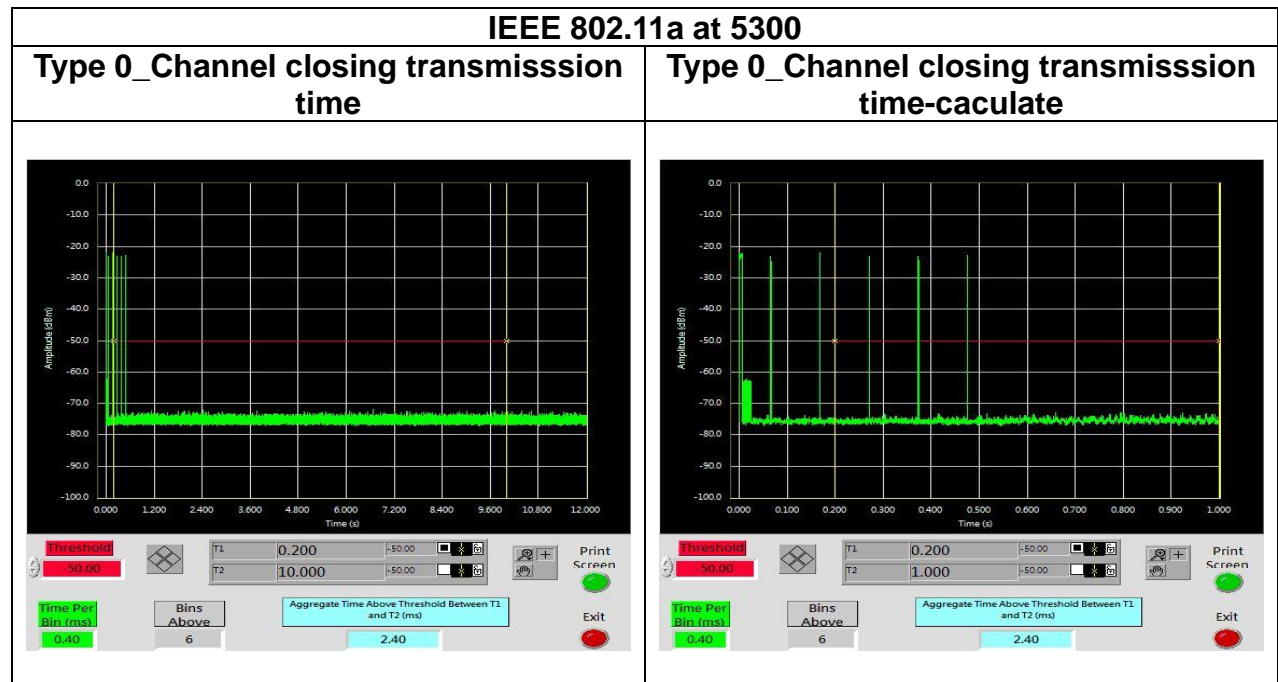 IEEE 802.11a at 5300
Type 0_Channel closing transmisssion
time
Type 0_Channel closing transmisssion
time-caculate
0.0
-10.0
-20.0
-30.0
-40.0
-50.0
-60.0
-70.0
-80.0
-90.0
-100.0
Amplitude (dBm)
0.000 1.200 2.400 3.600 4.800 6.000 7.200 8.400 9.600 10.800 12.000
Time (s)
Threshold
-50.00
T1 0.200 -50.00
T2 10.000 -50.00
Print
Screen
Time Per
Bin (ms)
0.40
Bins
Above
6
Aggregate Time Above Threshold Between T1
and T2 (ms)
2.40
Exit
0.0
-10.0
-20.0
-30.0
-40.0
-50.0
-60.0
-70.0
-80.0
-90.0
-100.0
Amplitude (dBm)
0.000 0.100 0.200 0.300 0.400 0.500 0.600 0.700 0.800 0.900 1.000
Time (s)
Threshold
-50.00
T1 0.200 -50.00
T2 1.000 -50.00
Print
Screen
Time Per
Bin (ms)
0.40
Bins
Above
6
Aggregate Time Above Threshold Between T1
and T2 (ms)
2.40
Exit